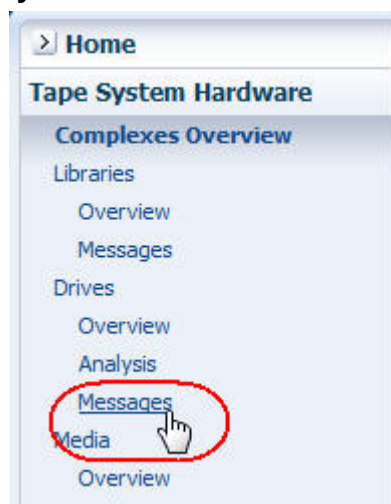 Home
Tape System Hardware
Complexes Overview
Libraries
Overview
Messages
Drives
Overview
Analysis
Messages
Media
Overview